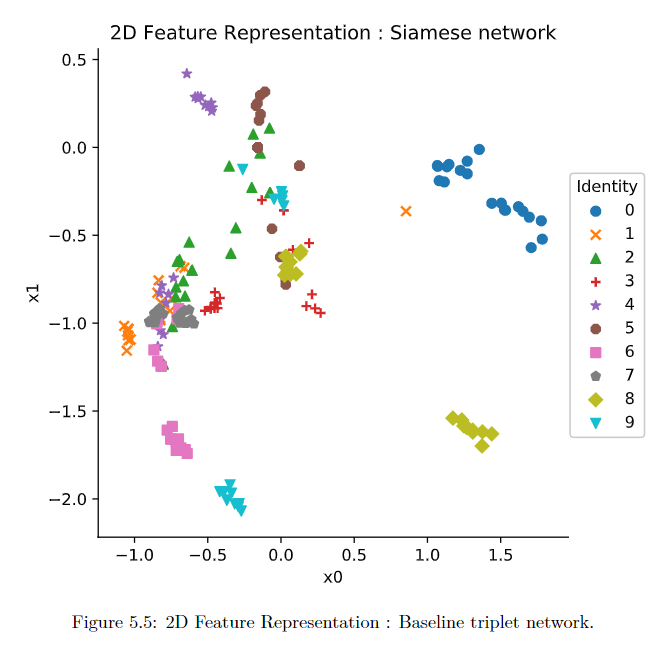 2D Feature Representation : Siamese network
0.5
0.0
−0.5
−1.0
−1.5
−2.0
x1
−1.0 −0.5 0.0 0.5 1.0 1.5
x0
Identity
0
1
2
3
4
5
6
7
8
9
Figure 5.5: 2D Feature Representation : Baseline triplet network.